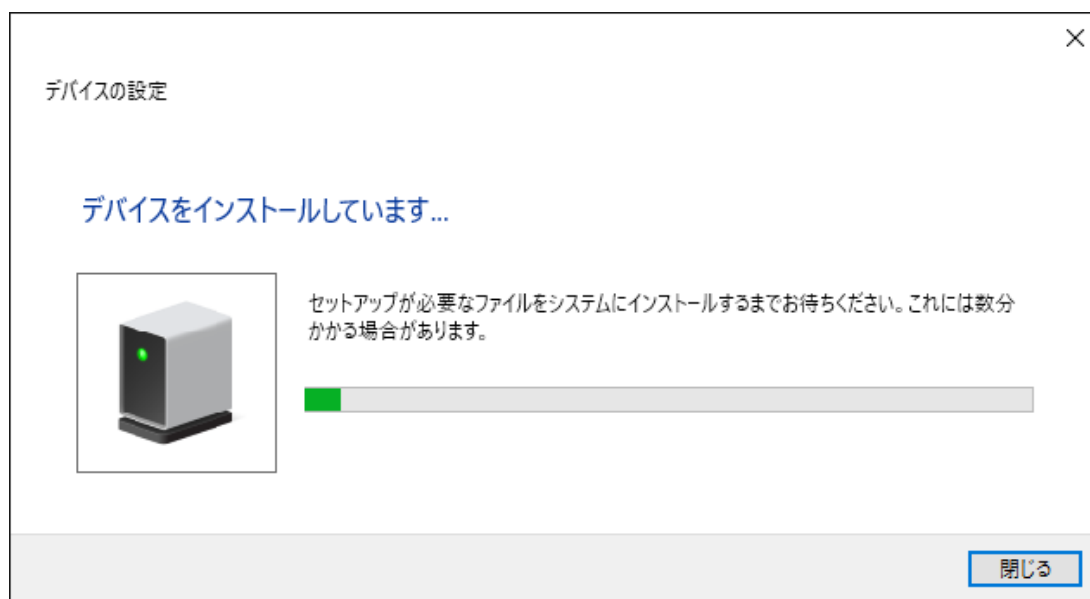 デバイスの設定
デバイスをインストールしています...
セットアップが必要なファイルをシステムにインストールするまでお待ちください。これには数分
かかる場合があります。
閉じる